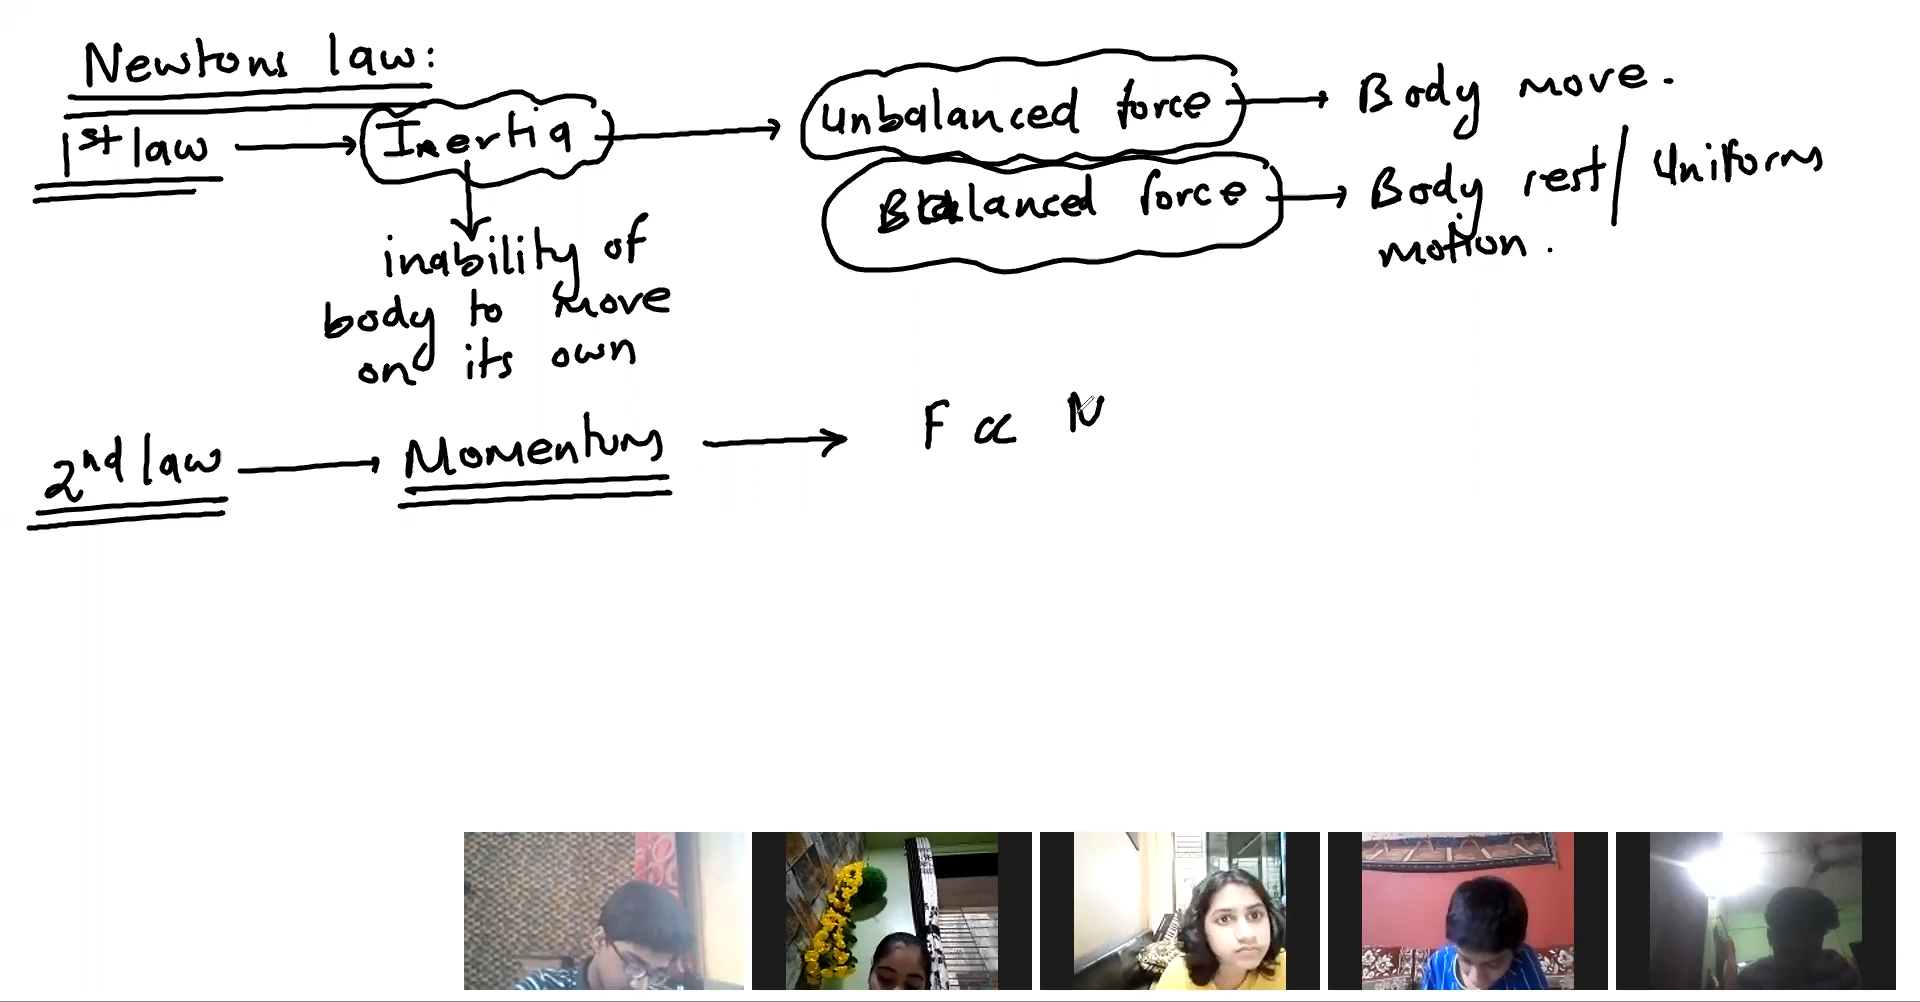 Newtons law:
1st law → Inertia → Unbalanced force → Body move.
Balanced force → Body rest / Uniform
motion.
inability of
body to move
on its own
2nd law → Momentum → F ∝ N